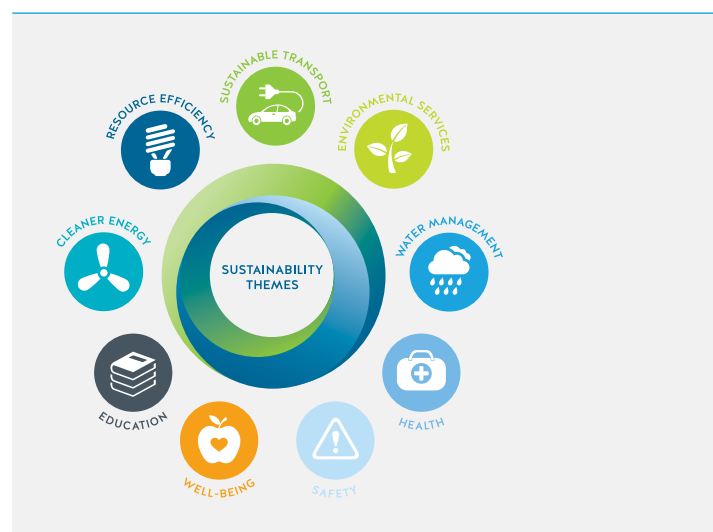 SUSTAINABLE TRANSPORT
RESOURCE EFFICIENCY
ENVIRONMENTAL SERVICES
CLEANER ENERGY
WATER MANAGEMENT
SUSTAINABILITY
THEMES
EDUCATION
HEALTH
WELL-BEING
SAFETY